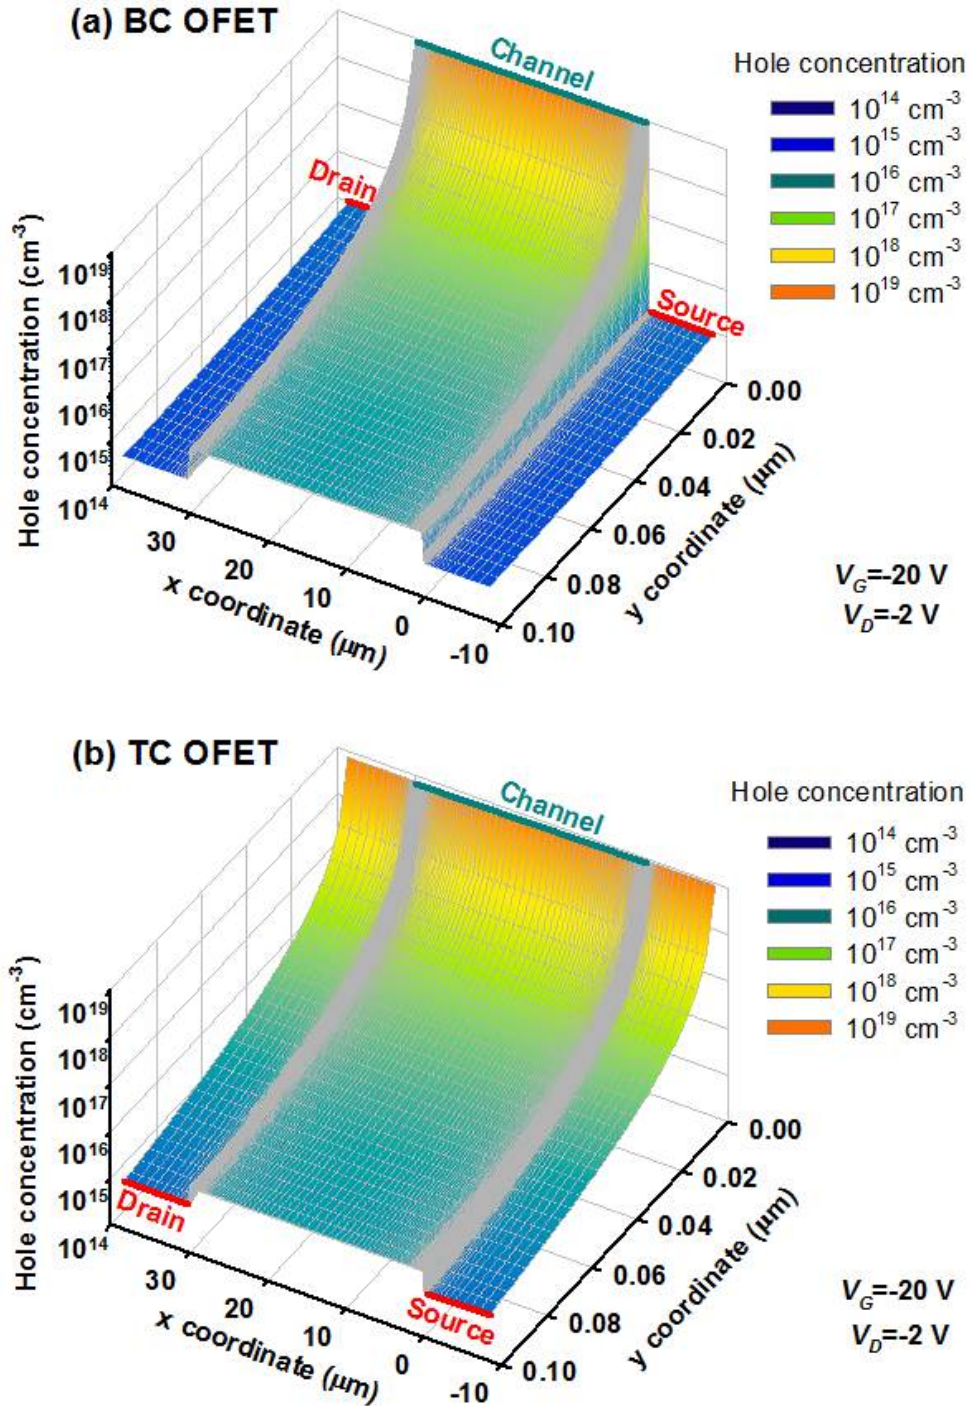 (a) BC OFET
Channel
Hole concentration
10^14 cm^-3
10^15 cm^-3
10^16 cm^-3
10^17 cm^-3
10^18 cm^-3
10^19 cm^-3
Drain
Source
Hole concentration (cm^-3)
10^19
10^18
10^17
10^16
10^15
10^14
30
20
10
0
-10
x coordinate (μm)
0.00
0.02
0.04
0.06
0.08
0.10
y coordinate (μm)
V_G=-20 V
V_D=-2 V
(b) TC OFET
Channel
Hole concentration
10^14 cm^-3
10^15 cm^-3
10^16 cm^-3
10^17 cm^-3
10^18 cm^-3
10^19 cm^-3
Hole concentration (cm^-3)
10^19
10^18
10^17
10^16
10^15
10^14
Drain
Source
30
20
10
0
-10
x coordinate (μm)
0.00
0.02
0.04
0.06
0.08
0.10
y coordinate (μm)
V_G=-20 V
V_D=-2 V